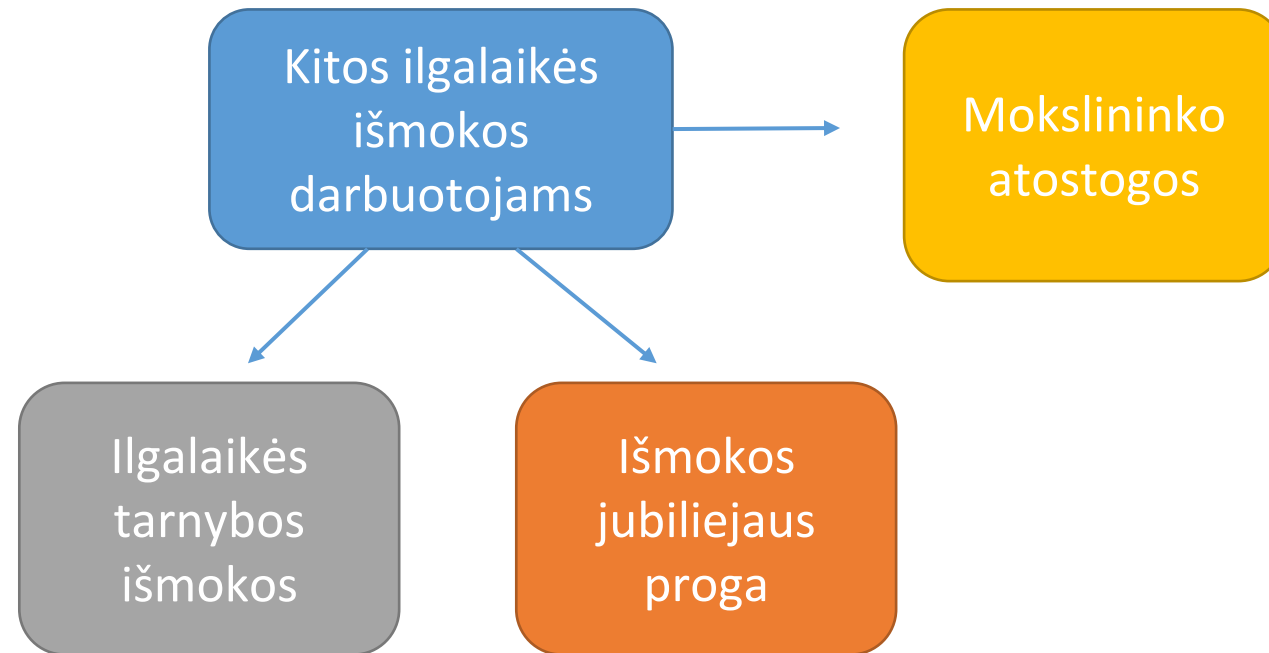 Kitos ilgalaikės
išmokos
darbuotojams
Mokslininko
atostogos
Ilgalaikės
tarnybos
išmokos
Išmokos
jubiliejaus
proga